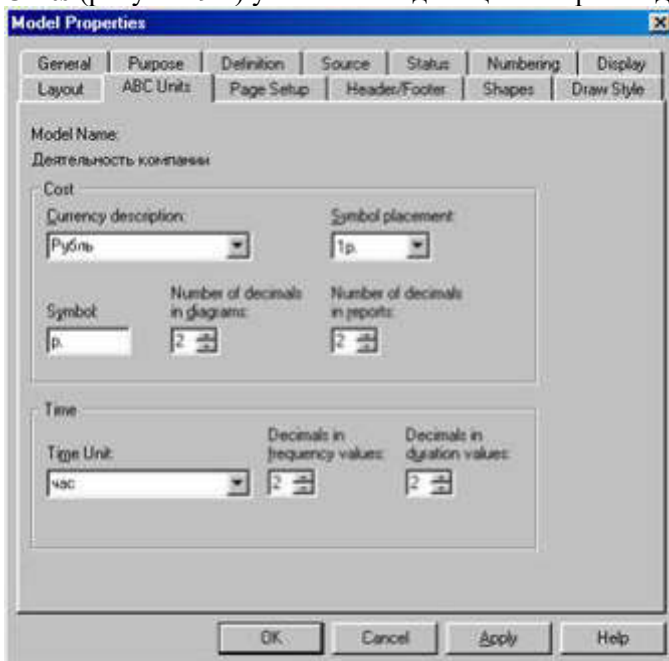 Model Properties
General Purpose Definition Source Status Numbering Display
Layout ABC Units Page Setup Header/Footer Shapes Draw Style
Model Name:
Деятельность компании
Cost
Currency description: Symbol placement:
Рубль 1р.
Symbol: Number of decimals in diagrams: Number of decimals in reports:
р. 2 2
Time
Time Unit: Decimals in frequency values: Decimals in duration values:
час 2 2
OK Cancel Apply Help